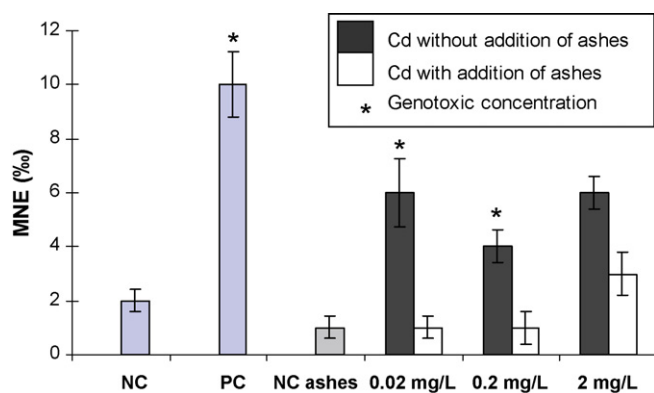 12
10
8
6
4
2
0
MNE (‰)
Cd without addition of ashes
Cd with addition of ashes
* Genotoxic concentration
*
*
*
NC PC NC ashes 0.02 mg/L 0.2 mg/L 2 mg/L